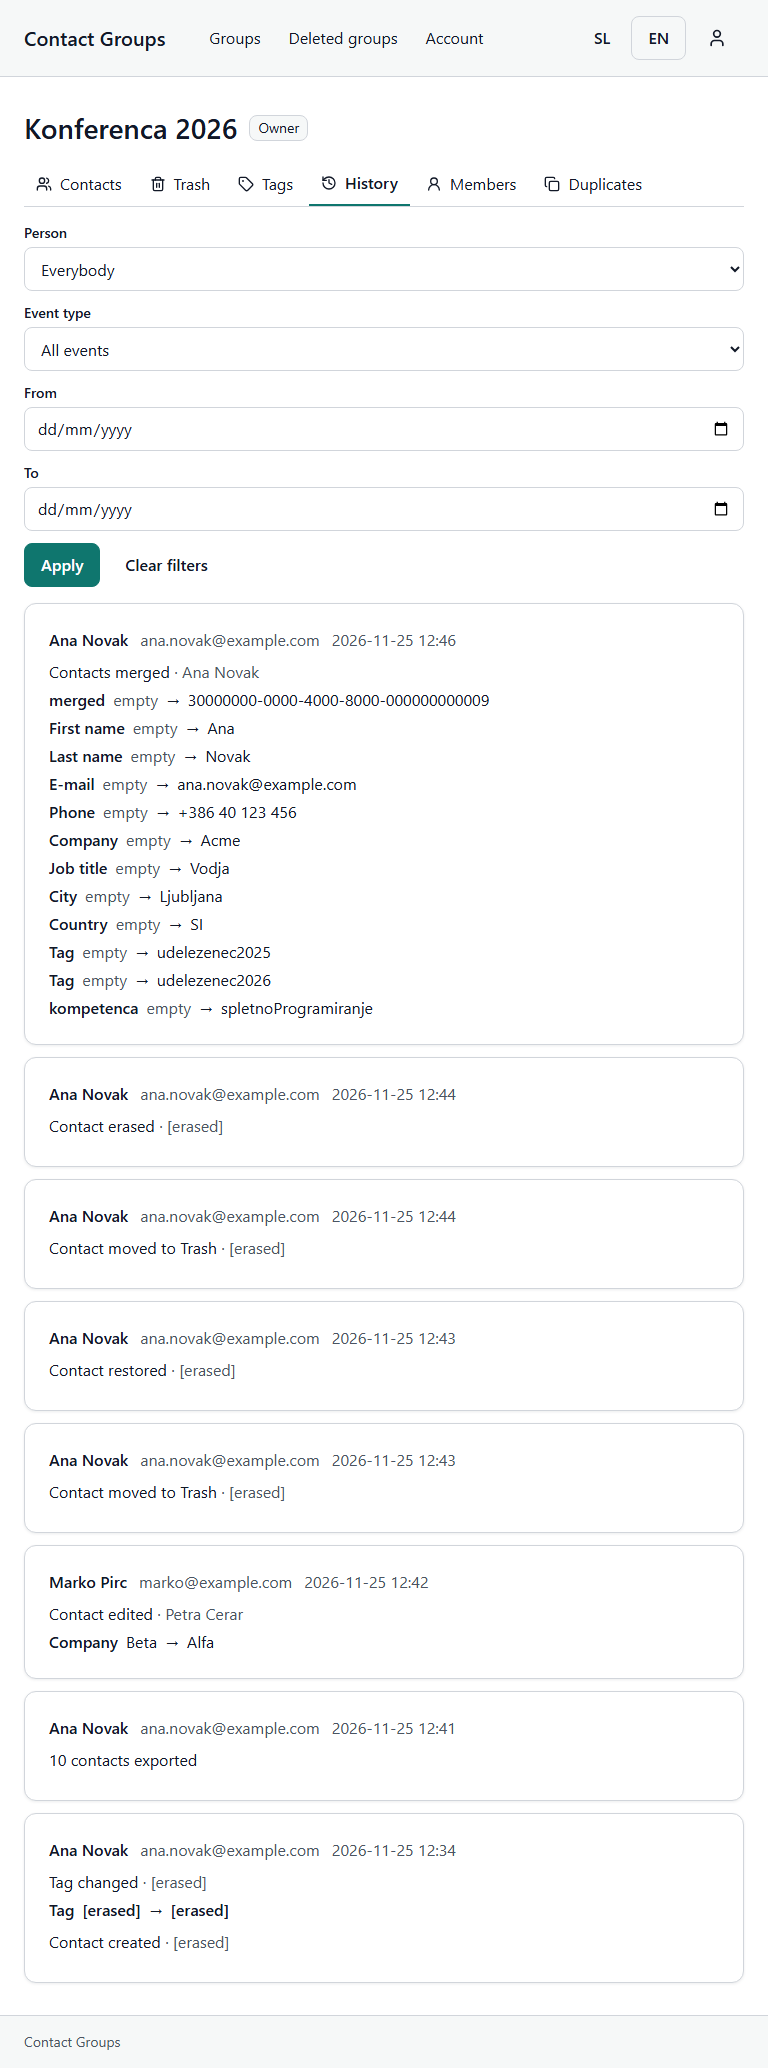 Contact Groups Groups Deleted groups Account SL EN
Konferenca 2026 Owner
Contacts Trash Tags History Members Duplicates
Person
Everybody
Event type
All events
From
dd/mm/yyyy
To
dd/mm/yyyy
Apply Clear filters
Ana Novak ana.novak@example.com 2026-11-25 12:46
Contacts merged · Ana Novak
merged empty → 30000000-0000-4000-8000-000000000009
First name empty → Ana
Last name empty → Novak
E-mail empty → ana.novak@example.com
Phone empty → +386 40 123 456
Company empty → Acme
Job title empty → Vodja
City empty → Ljubljana
Country empty → SI
Tag empty → udelezenec2025
Tag empty → udelezenec2026
kompetenca empty → spletnoProgramiranje
Ana Novak ana.novak@example.com 2026-11-25 12:44
Contact erased · [erased]
Ana Novak ana.novak@example.com 2026-11-25 12:44
Contact moved to Trash · [erased]
Ana Novak ana.novak@example.com 2026-11-25 12:43
Contact restored · [erased]
Ana Novak ana.novak@example.com 2026-11-25 12:43
Contact moved to Trash · [erased]
Marko Pirc marko@example.com 2026-11-25 12:42
Contact edited · Petra Cerar
Company Beta → Alfa
Ana Novak ana.novak@example.com 2026-11-25 12:41
10 contacts exported
Ana Novak ana.novak@example.com 2026-11-25 12:34
Tag changed · [erased]
Tag [erased] → [erased]
Contact created · [erased]
Contact Groups